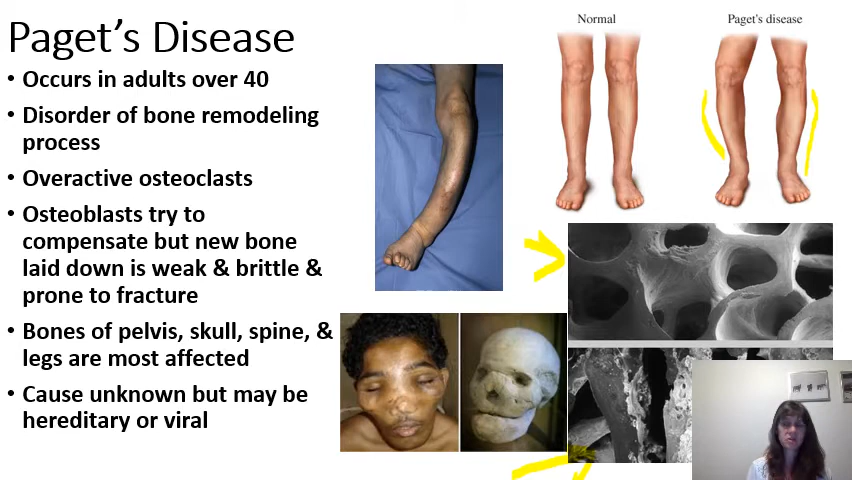 Paget's Disease
• Occurs in adults over 40
• Disorder of bone remodeling
process
• Overactive osteoclasts
• Osteoblasts try to
compensate but new bone
laid down is weak & brittle &
prone to fracture
• Bones of pelvis, skull, spine, &
legs are most affected
• Cause unknown but may be
hereditary or viral
Normal
Paget's disease